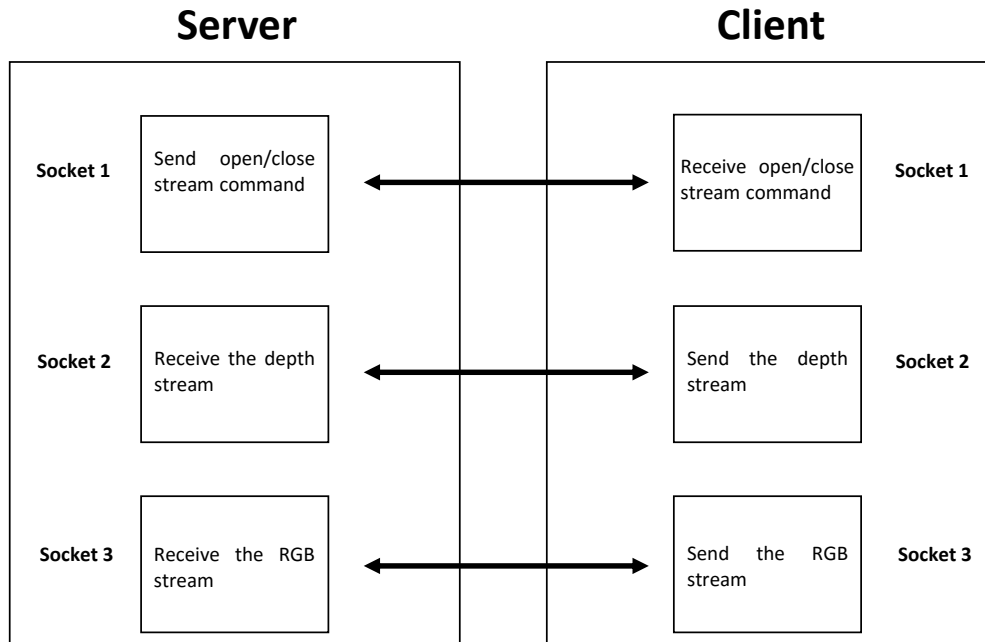 Server
Client
Socket 1
Send open/close
stream command
Receive open/close
stream command
Socket 1
Socket 2
Receive the depth
stream
Send the depth
stream
Socket 2
Socket 3
Receive the RGB
stream
Send the RGB
stream
Socket 3